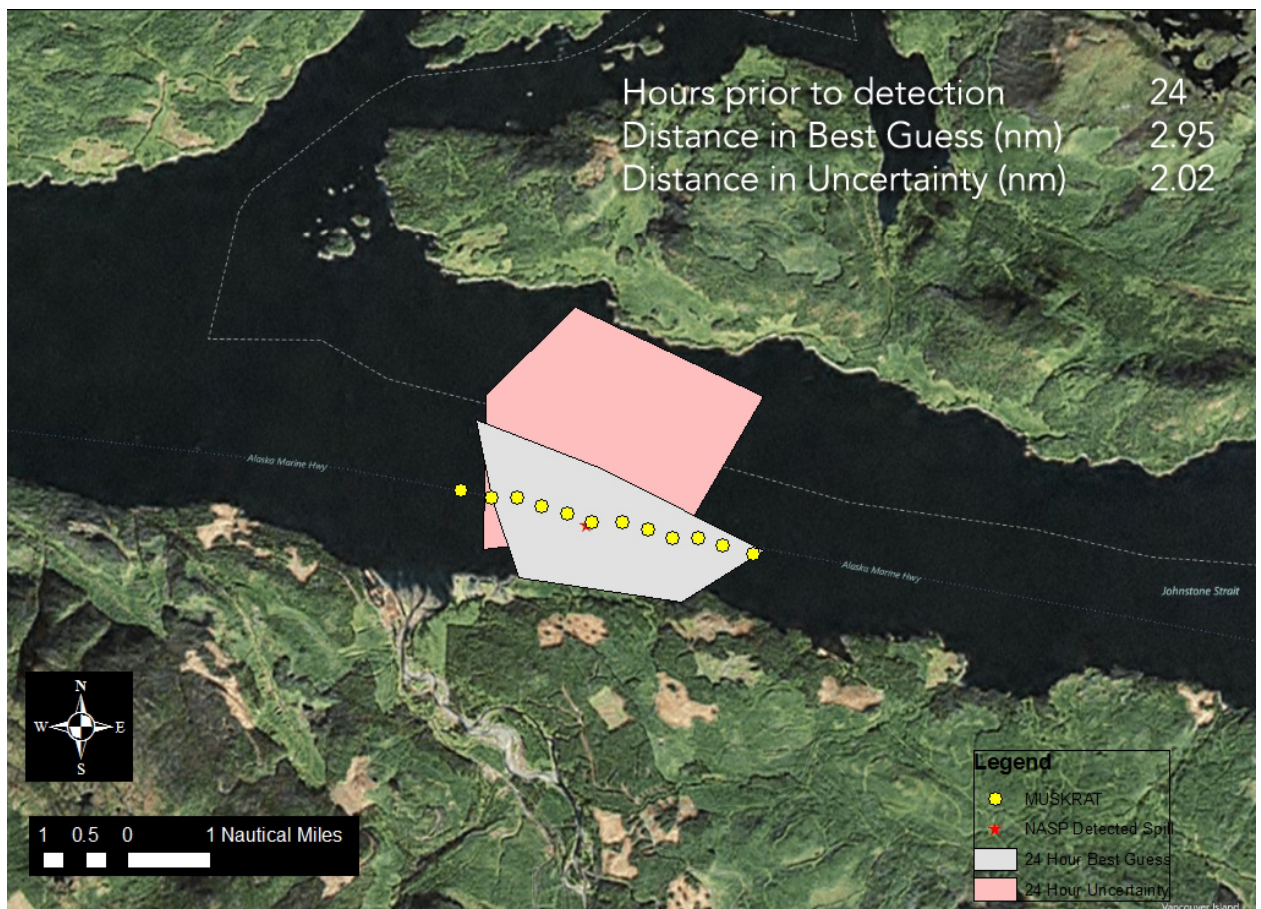 Hours prior to detection 24
Distance in Best Guess (nm) 2.95
Distance in Uncertainty (nm) 2.02
Alaska Marine Hwy
Alaska Marine Hwy
Johnstone Strait
N
W E
S
1 0.5 0 1 Nautical Miles
Legend
MUSKRAT
NASP Detected Spill
24 Hour Best Guess
24 Hour Uncertainty
Vancouver Island